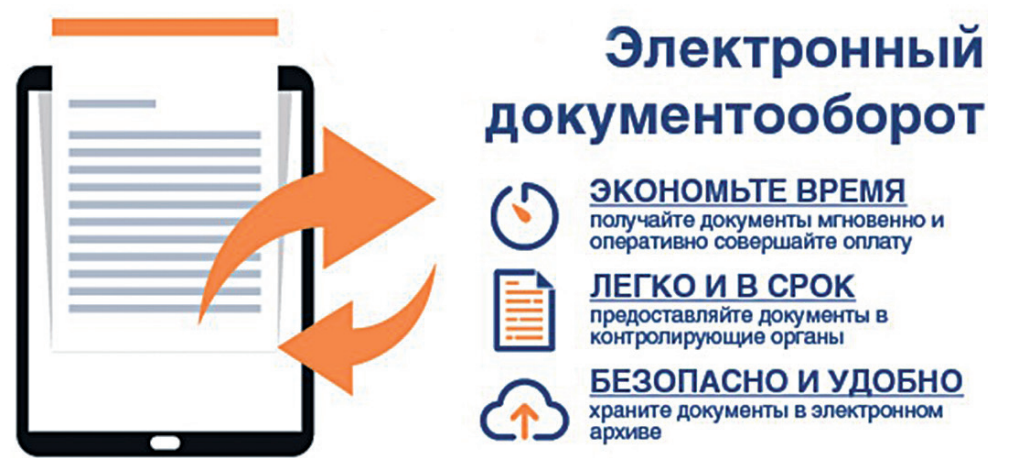 Электронный
документооборот
ЭКОНОМЬТЕ ВРЕМЯ
получайте документы мгновенно и
оперативно совершайте оплату
ЛЕГКО И В СРОК
предоставляйте документы в
контролирующие органы
БЕЗОПАСНО И УДОБНО
храните документы в электронном
архиве